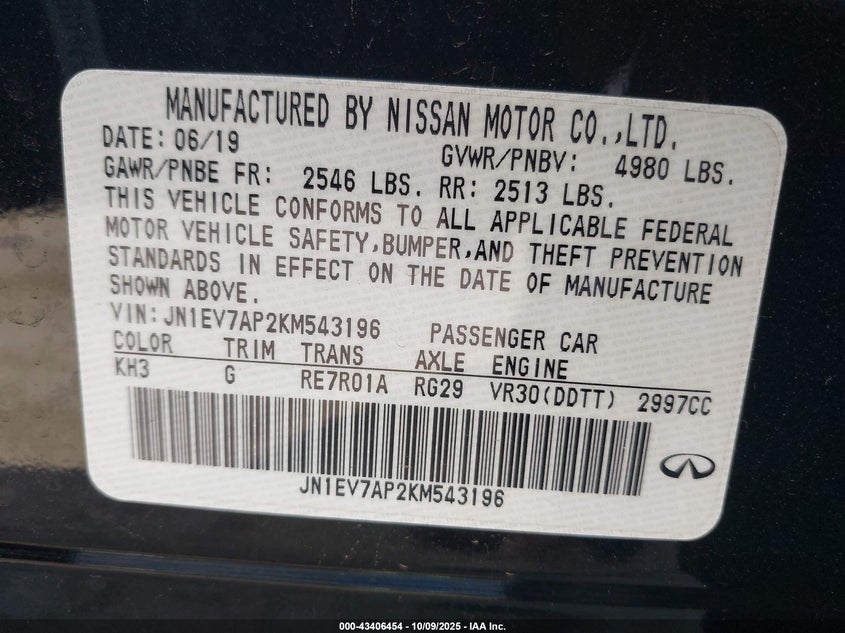 MANUFACTURED BY NISSAN MOTOR CO.,LTD.
DATE: 06/19 GVWR/PNBV: 4980 LBS.
GAWR/PNBE FR: 2546 LBS. RR: 2513 LBS.
THIS VEHICLE CONFORMS TO ALL APPLICABLE FEDERAL
MOTOR VEHICLE SAFETY,BUMPER,AND THEFT PREVENTION
STANDARDS IN EFFECT ON THE DATE OF MANUFACTURE
SHOWN ABOVE.
VIN:JN1EV7AP2KM543196 PASSENGER CAR
COLOR TRIM TRANS AXLE ENGINE
KH3 G RE7R01A RG29 VR30(DDTT) 2997CC
JN1EV7AP2KM543196
000-43406454 - 10/09/2025 - IAA Inc.